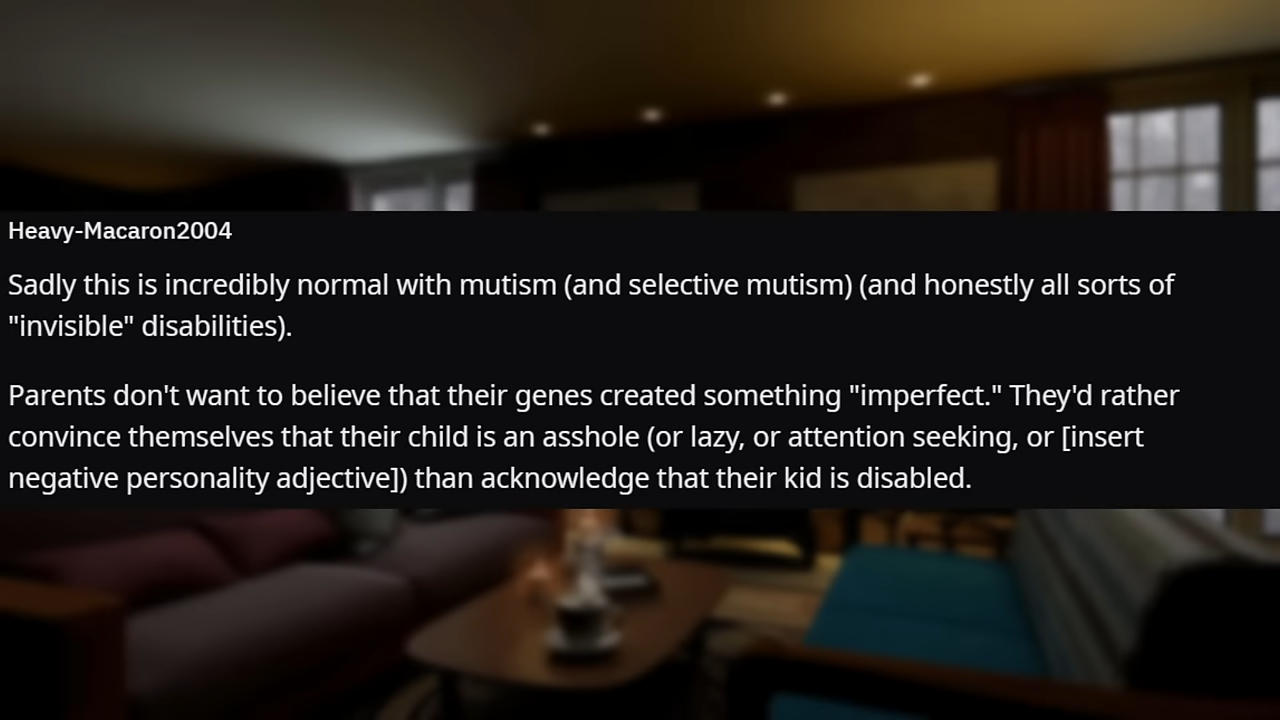 Heavy-Macaron2004
Sadly this is incredibly normal with mutism (and selective mutism) (and honestly all sorts of
"invisible" disabilities).
Parents don't want to believe that their genes created something "imperfect." They'd rather
convince themselves that their child is an asshole (or lazy, or attention seeking, or [insert
negative personality adjective]) than acknowledge that their kid is disabled.